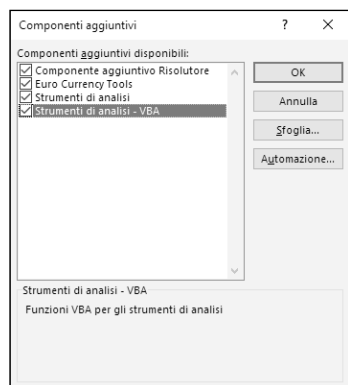 Componenti aggiuntivi ? ×
Componenti aggiuntivi disponibili:
Componente aggiuntivo Risolutore
Euro Currency Tools
Strumenti di analisi
Strumenti di analisi - VBA
OK
Annulla
Sfoglia...
Automazione...
Strumenti di analisi - VBA
Funzioni VBA per gli strumenti di analisi